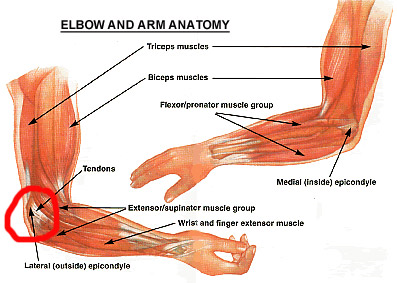 ELBOW AND ARM ANATOMY
Triceps muscles
Biceps muscles
Flexor/pronator muscle group
Tendons
Medial (inside) epicondyle
Extensor/supinator muscle group
Wrist and finger extensor muscle
Lateral (outside) epicondyle